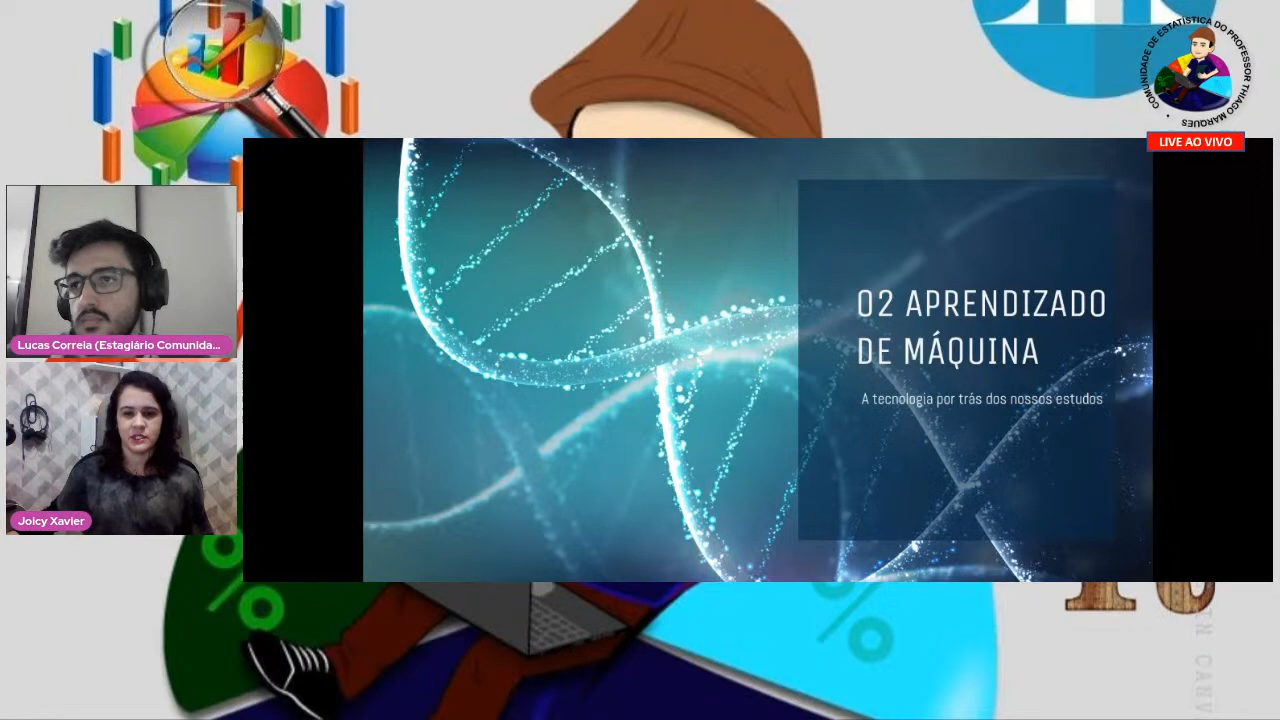 COMUNIDADE DE ESTATÍSTICA DO PROFESSOR THIAGO MARQUES
LIVE AO VIVO
Lucas Correia (Estagiário Comunida...
Joicy Xavier
02 APRENDIZADO
DE MÁQUINA
A tecnologia por trás dos nossos estudos
%
%